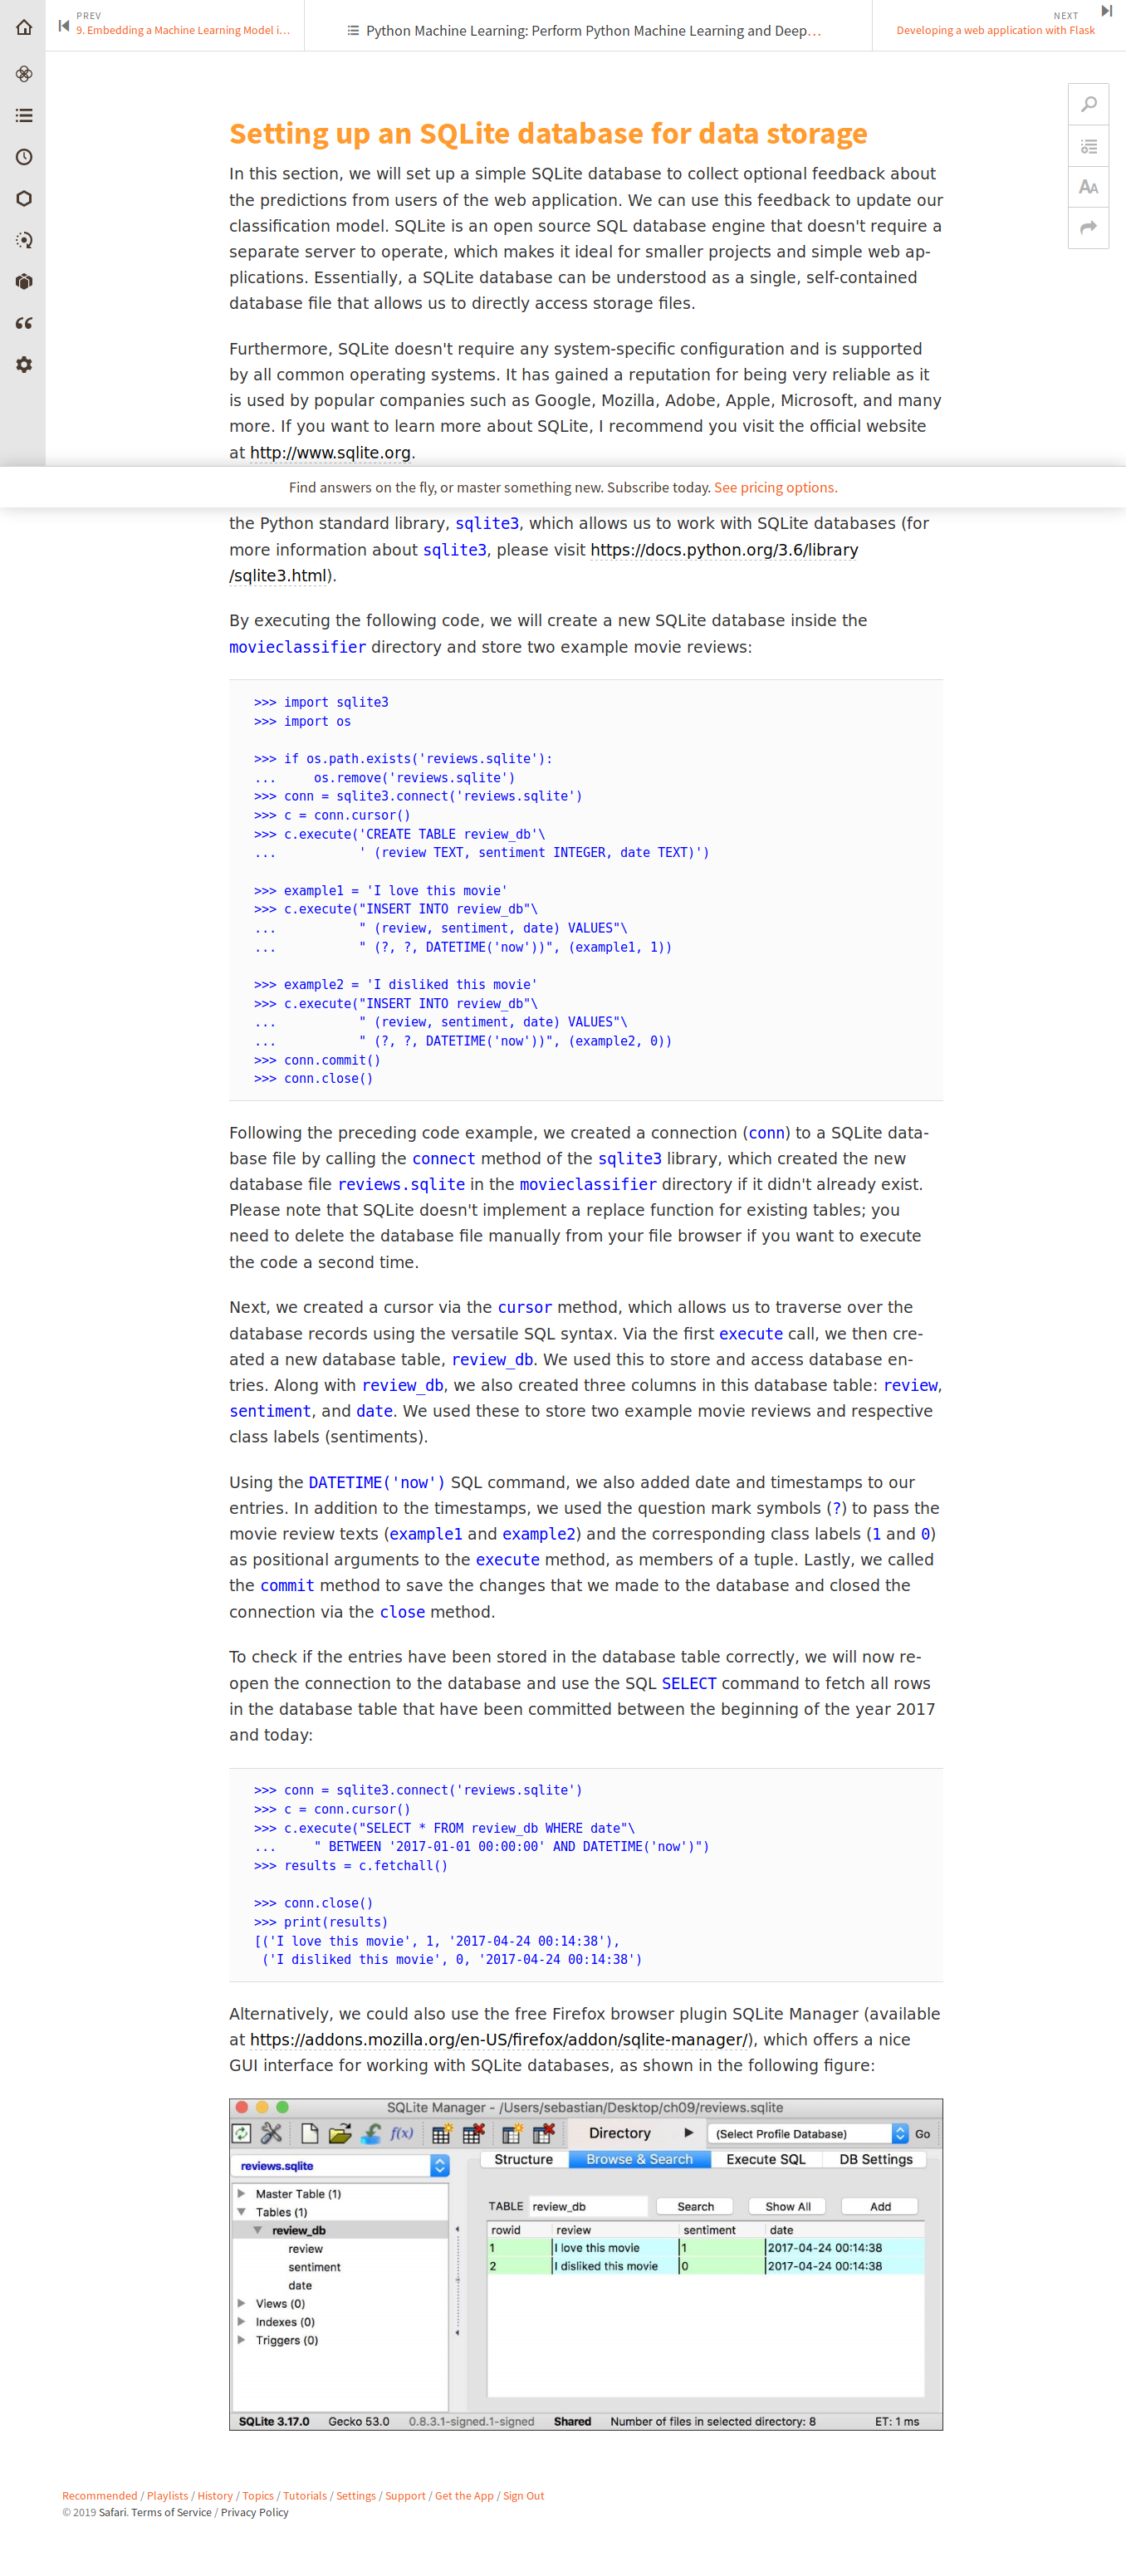 PREV
9. Embedding a Machine Learning Model i…
Python Machine Learning: Perform Python Machine Learning and Deep…
NEXT
Developing a web application with Flask
Setting up an SQLite database for data storage
In this section, we will set up a simple SQLite database to collect optional feedback about
the predictions from users of the web application. We can use this feedback to update our
classification model. SQLite is an open source SQL database engine that doesn't require a
separate server to operate, which makes it ideal for smaller projects and simple web ap-
plications. Essentially, a SQLite database can be understood as a single, self-contained
database file that allows us to directly access storage files.
Furthermore, SQLite doesn't require any system-specific configuration and is supported
by all common operating systems. It has gained a reputation for being very reliable as it
is used by popular companies such as Google, Mozilla, Adobe, Apple, Microsoft, and many
more. If you want to learn more about SQLite, I recommend you visit the official website
at http://www.sqlite.org.
Find answers on the fly, or master something new. Subscribe today. See pricing options.
the Python standard library, sqlite3, which allows us to work with SQLite databases (for
more information about sqlite3, please visit https://docs.python.org/3.6/library
/sqlite3.html).
By executing the following code, we will create a new SQLite database inside the
movieclassifier directory and store two example movie reviews:
>>> import sqlite3
>>> import os
>>> if os.path.exists('reviews.sqlite'):
...     os.remove('reviews.sqlite')
>>> conn = sqlite3.connect('reviews.sqlite')
>>> c = conn.cursor()
>>> c.execute('CREATE TABLE review_db'\
...           ' (review TEXT, sentiment INTEGER, date TEXT)')
>>> example1 = 'I love this movie'
>>> c.execute("INSERT INTO review_db"\
...           " (review, sentiment, date) VALUES"\
...           " (?, ?, DATETIME('now'))", (example1, 1))
>>> example2 = 'I disliked this movie'
>>> c.execute("INSERT INTO review_db"\
...           " (review, sentiment, date) VALUES"\
...           " (?, ?, DATETIME('now'))", (example2, 0))
>>> conn.commit()
>>> conn.close()
Following the preceding code example, we created a connection (conn) to a SQLite data-
base file by calling the connect method of the sqlite3 library, which created the new
database file reviews.sqlite in the movieclassifier directory if it didn't already exist.
Please note that SQLite doesn't implement a replace function for existing tables; you
need to delete the database file manually from your file browser if you want to execute
the code a second time.
Next, we created a cursor via the cursor method, which allows us to traverse over the
database records using the versatile SQL syntax. Via the first execute call, we then cre-
ated a new database table, review_db. We used this to store and access database en-
tries. Along with review_db, we also created three columns in this database table: review,
sentiment, and date. We used these to store two example movie reviews and respective
class labels (sentiments).
Using the DATETIME('now') SQL command, we also added date and timestamps to our
entries. In addition to the timestamps, we used the question mark symbols (?) to pass the
movie review texts (example1 and example2) and the corresponding class labels (1 and 0)
as positional arguments to the execute method, as members of a tuple. Lastly, we called
the commit method to save the changes that we made to the database and closed the
connection via the close method.
To check if the entries have been stored in the database table correctly, we will now re-
open the connection to the database and use the SQL SELECT command to fetch all rows
in the database table that have been committed between the beginning of the year 2017
and today:
>>> conn = sqlite3.connect('reviews.sqlite')
>>> c = conn.cursor()
>>> c.execute("SELECT * FROM review_db WHERE date"\
...     " BETWEEN '2017-01-01 00:00:00' AND DATETIME('now')")
>>> results = c.fetchall()
>>> conn.close()
>>> print(results)
[('I love this movie', 1, '2017-04-24 00:14:38'),
('I disliked this movie', 0, '2017-04-24 00:14:38')
Alternatively, we could also use the free Firefox browser plugin SQLite Manager (available
at https://addons.mozilla.org/en-US/firefox/addon/sqlite-manager/), which offers a nice
GUI interface for working with SQLite databases, as shown in the following figure:
SQLite Manager - /Users/sebastian/Desktop/ch09/reviews.sqlite
f(x) Directory (Select Profile Database) Go
reviews.sqlite
Structure Browse & Search Execute SQL DB Settings
Master Table (1)
Tables (1)
review_db
review
sentiment
date
Views (0)
Indexes (0)
Triggers (0)
TABLE review_db Search Show All Add
rowid review sentiment date
1 I love this movie 1 2017-04-24 00:14:38
2 I disliked this movie 0 2017-04-24 00:14:38
SQLite 3.17.0 Gecko 53.0 0.8.3.1-signed.1-signed Shared Number of files in selected directory: 8 ET: 1 ms
Recommended / Playlists / History / Topics / Tutorials / Settings / Support / Get the App / Sign Out
© 2019 Safari. Terms of Service / Privacy Policy